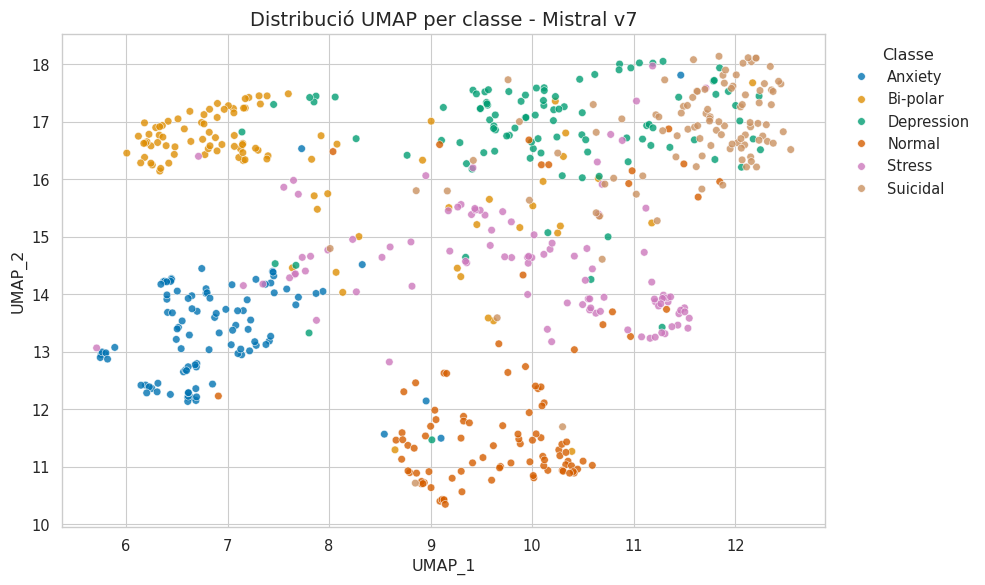 Distribució UMAP per classe - Mistral v7
Classe
Anxiety
Bi-polar
Depression
Normal
Stress
Suicidal
UMAP_2
18
17
16
15
14
13
12
11
10
6 7 8 9 10 11 12
UMAP_1